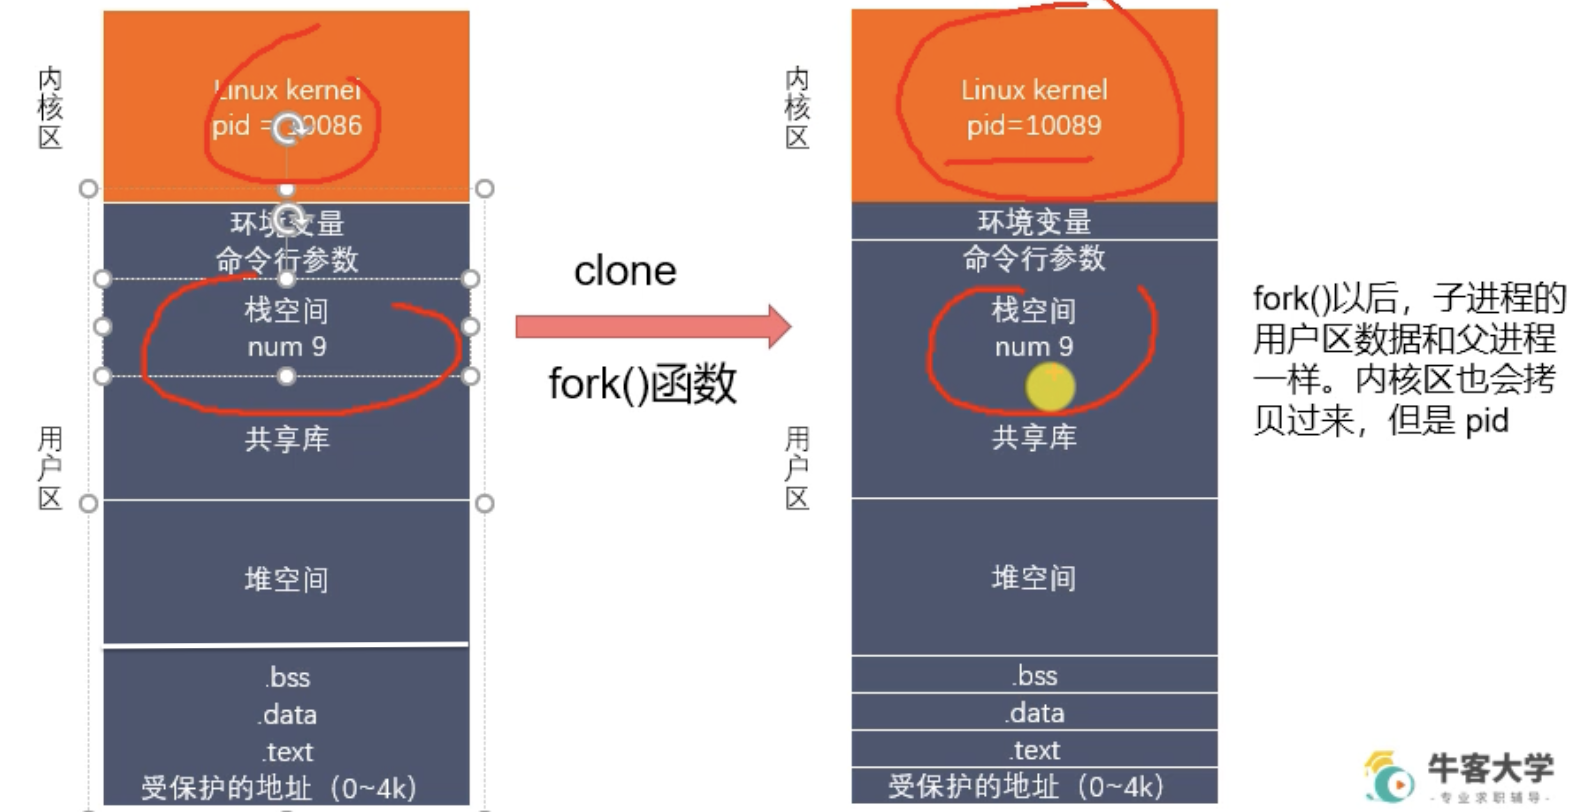 内核区
Linux kernel
pid = 10086
环境变量
命令行参数
栈空间
num 9
共享库
用户区
堆空间
.bss
.data
.text
受保护的地址（0~4k）
clone
fork()函数
内核区
Linux kernel
pid=10089
环境变量
命令行参数
栈空间
num 9
共享库
用户区
堆空间
.bss
.data
.text
受保护的地址（0~4k）
fork()以后，子进程的
用户区数据和父进程
一样。内核区也会拷
贝过来，但是 pid
牛客大学
-专业求职辅导-